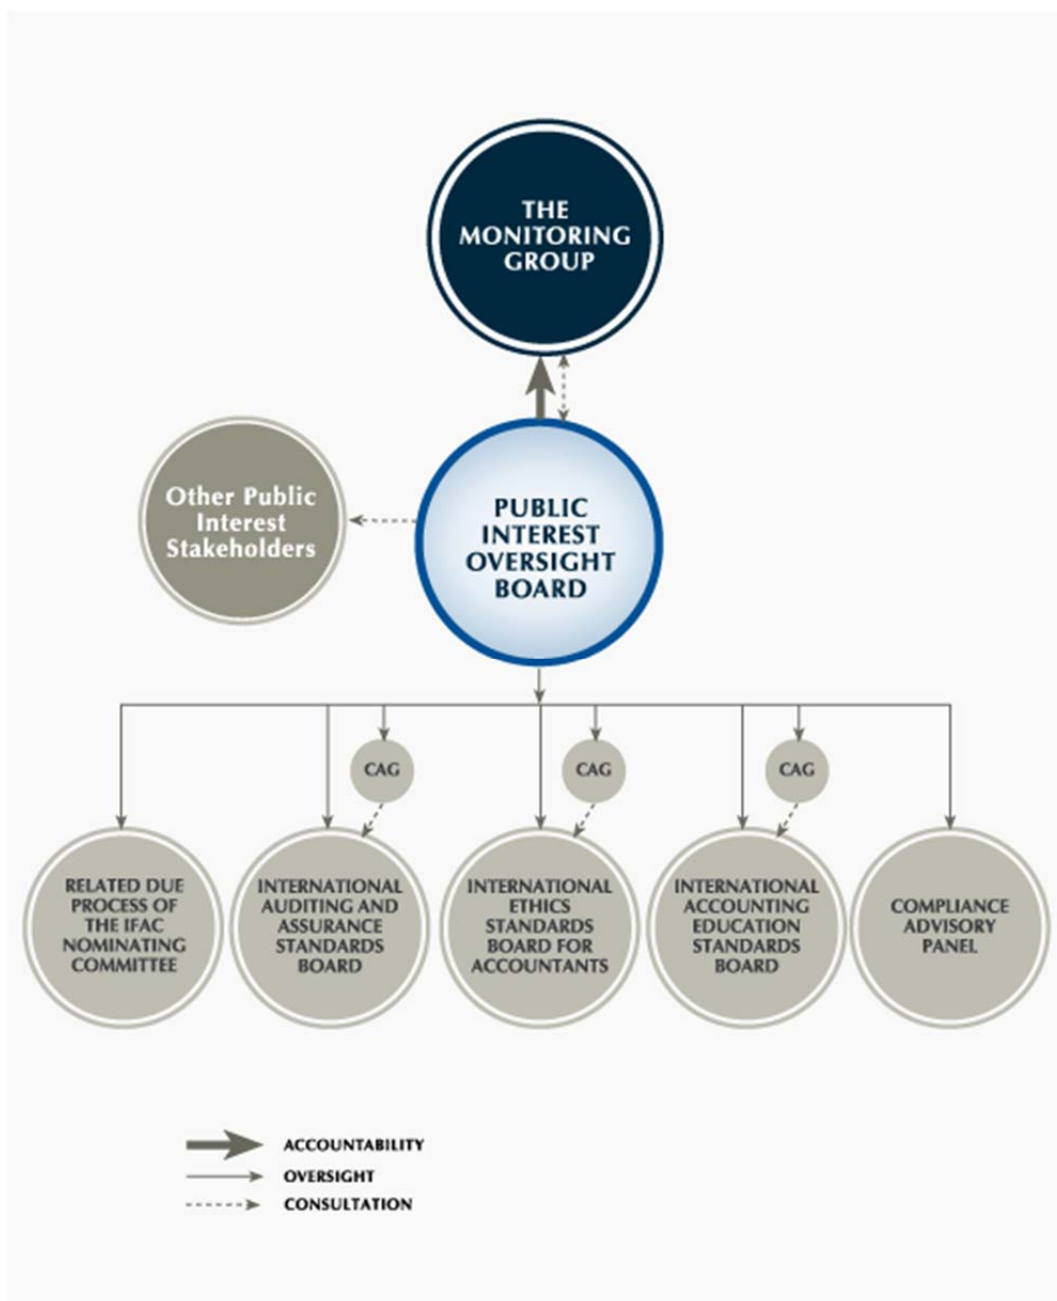 THE
MONITORING
GROUP
Other Public
Interest
Stakeholders
PUBLIC
INTEREST
OVERSIGHT
BOARD
CAG
CAG
CAG
RELATED DUE
PROCESS OF
THE IFAC
NOMINATING
COMMITTEE
INTERNATIONAL
AUDITING AND
ASSURANCE
STANDARDS
BOARD
INTERNATIONAL
ETHICS
STANDARDS
BOARD FOR
ACCOUNTANTS
INTERNATIONAL
ACCOUNTING
EDUCATION
STANDARDS
BOARD
COMPLIANCE
ADVISORY
PANEL
ACCOUNTABILITY
OVERSIGHT
CONSULTATION